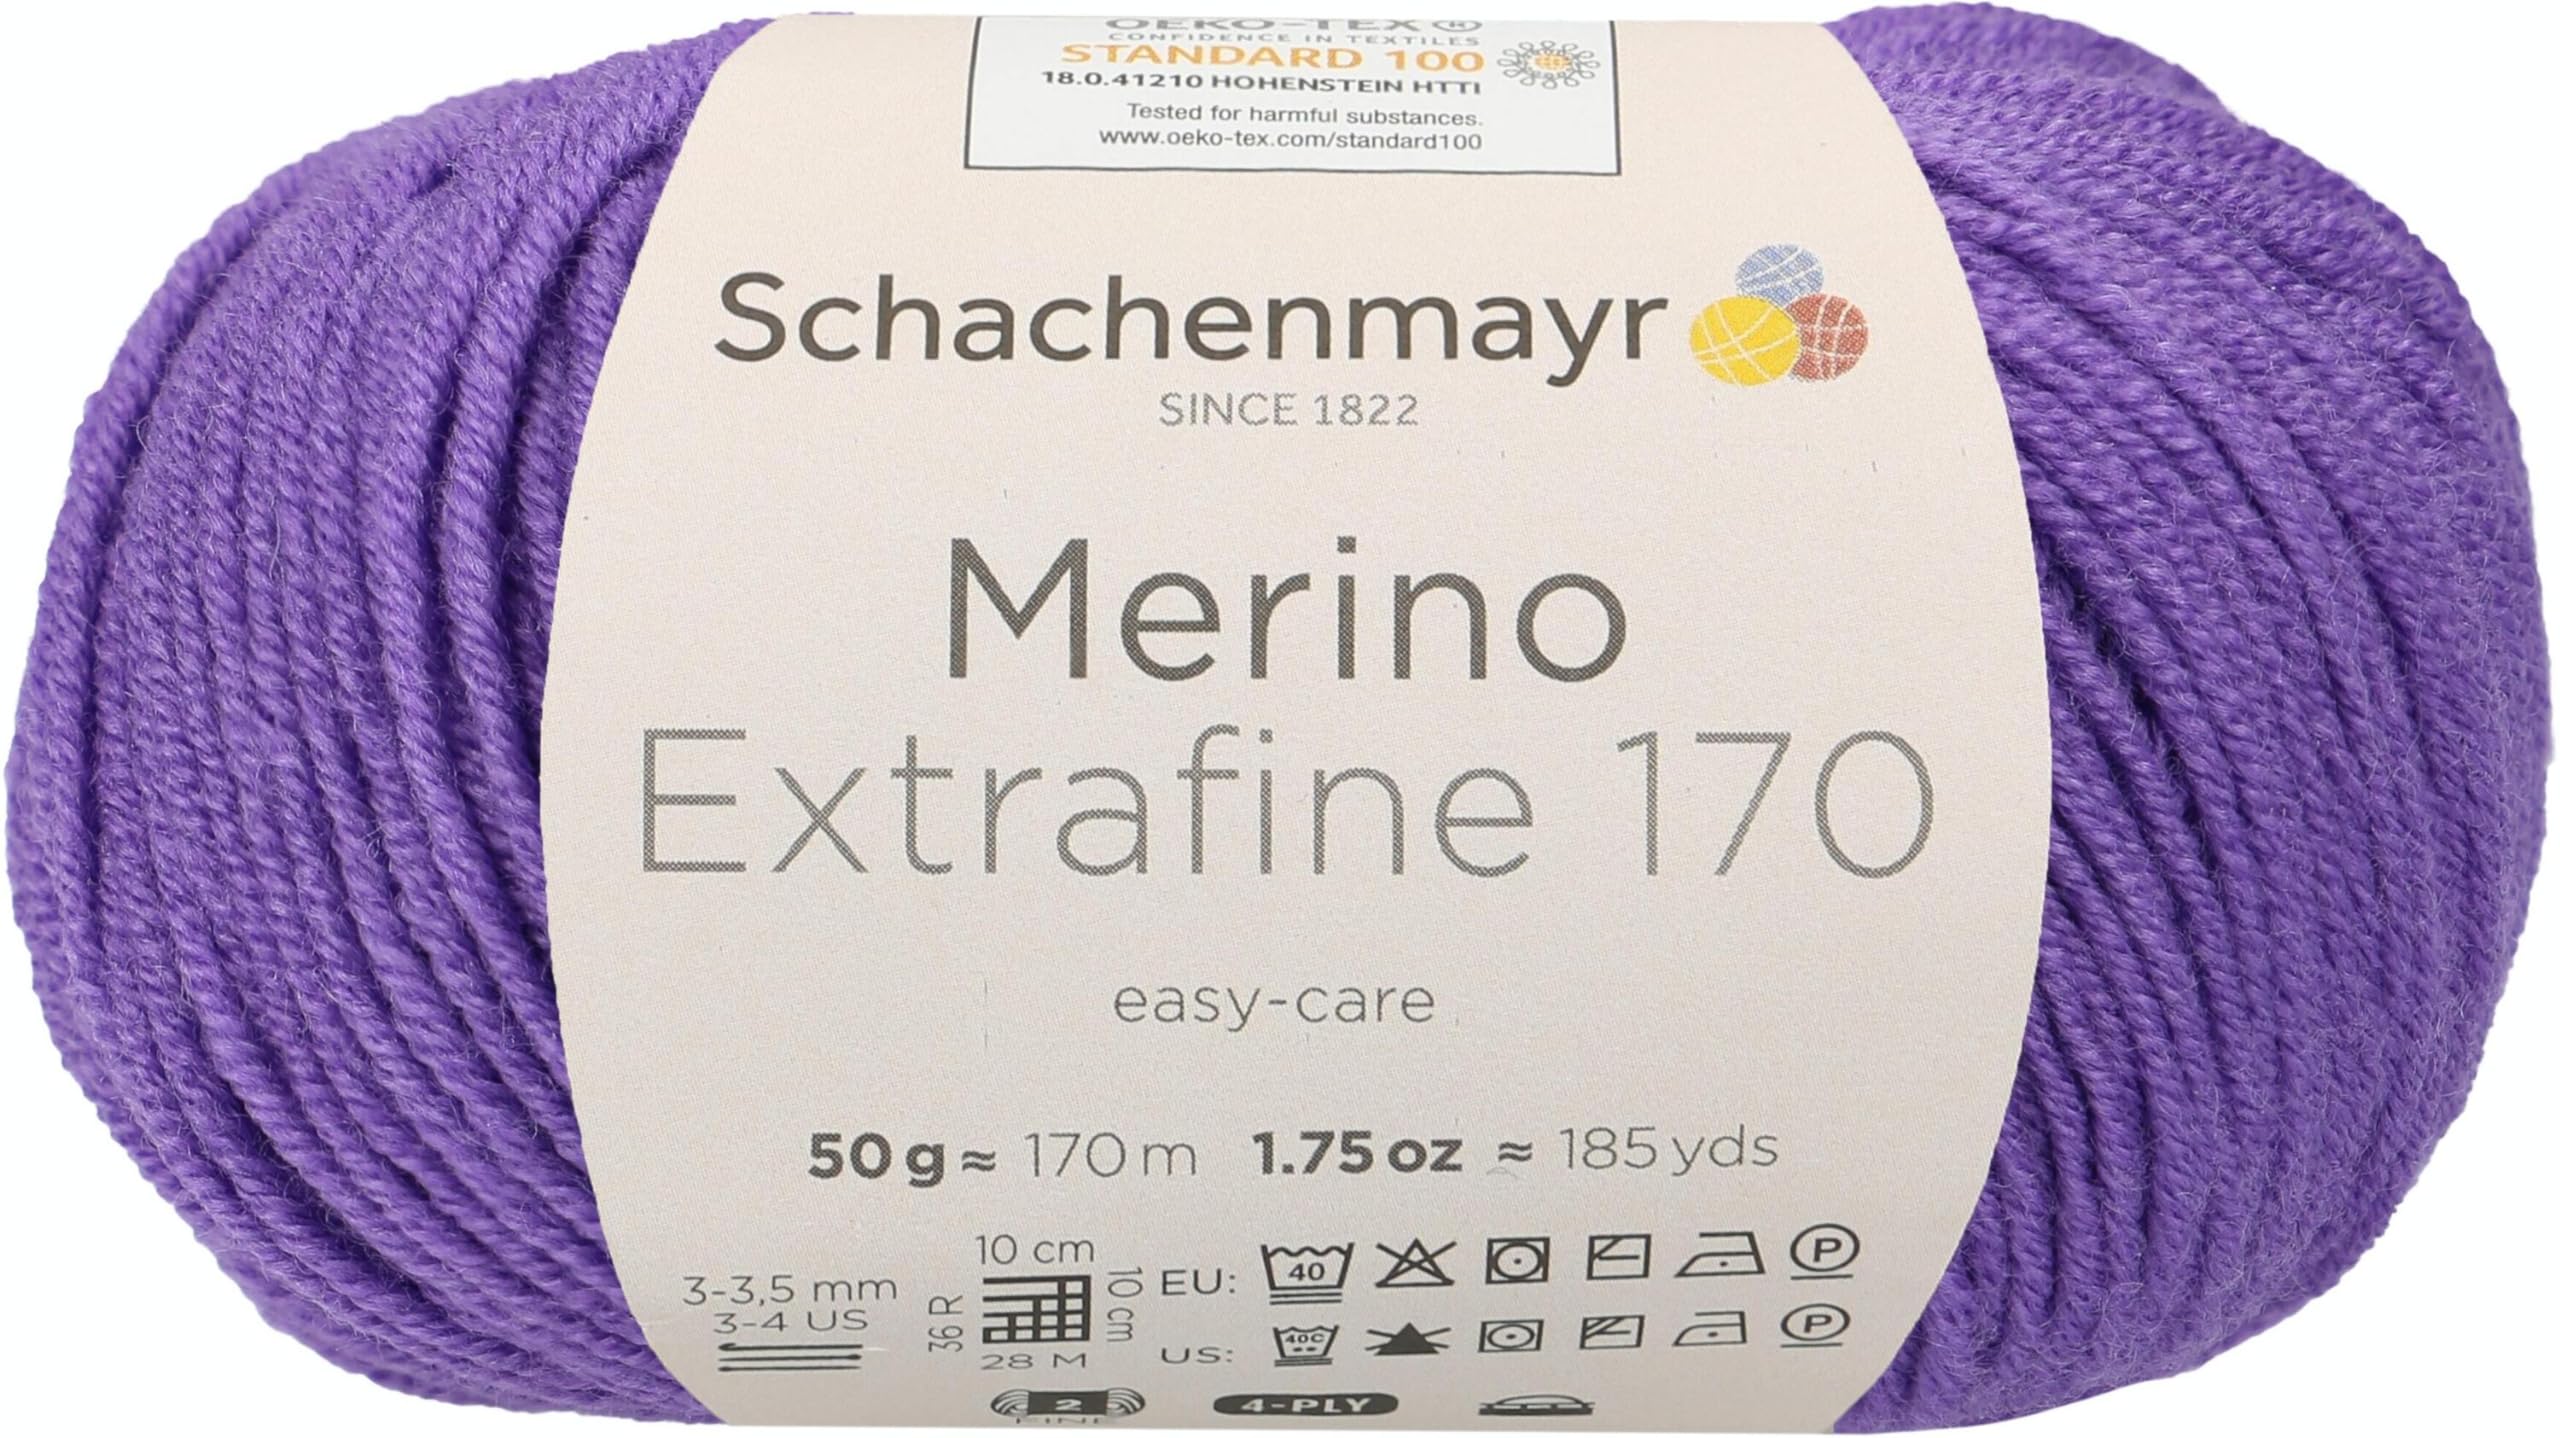 OEKO-TEX®
CONFIDENCE IN TEXTILES
STANDARD 100
18.0.41210 HOHENSTEIN HTTI
Tested for harmful substances.
www.oeko-tex.com/standard100
Schachenmayr
SINCE 1822
Merino
Extrafine 170
easy-care
50 g ≈ 170 m 1.75 oz ≈ 185 yds
3-3,5 mm
3-4 US
10 cm
10 cm
36 R
28 M
EU: 40 P
US: 40C P
2
FINE
4-PLY